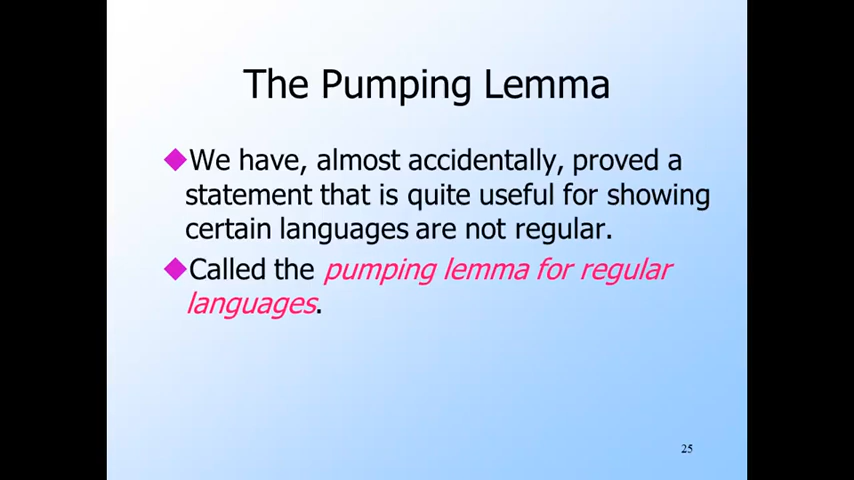 The Pumping Lemma
We have, almost accidentally, proved a
statement that is quite useful for showing
certain languages are not regular.
Called the pumping lemma for regular
languages.
25